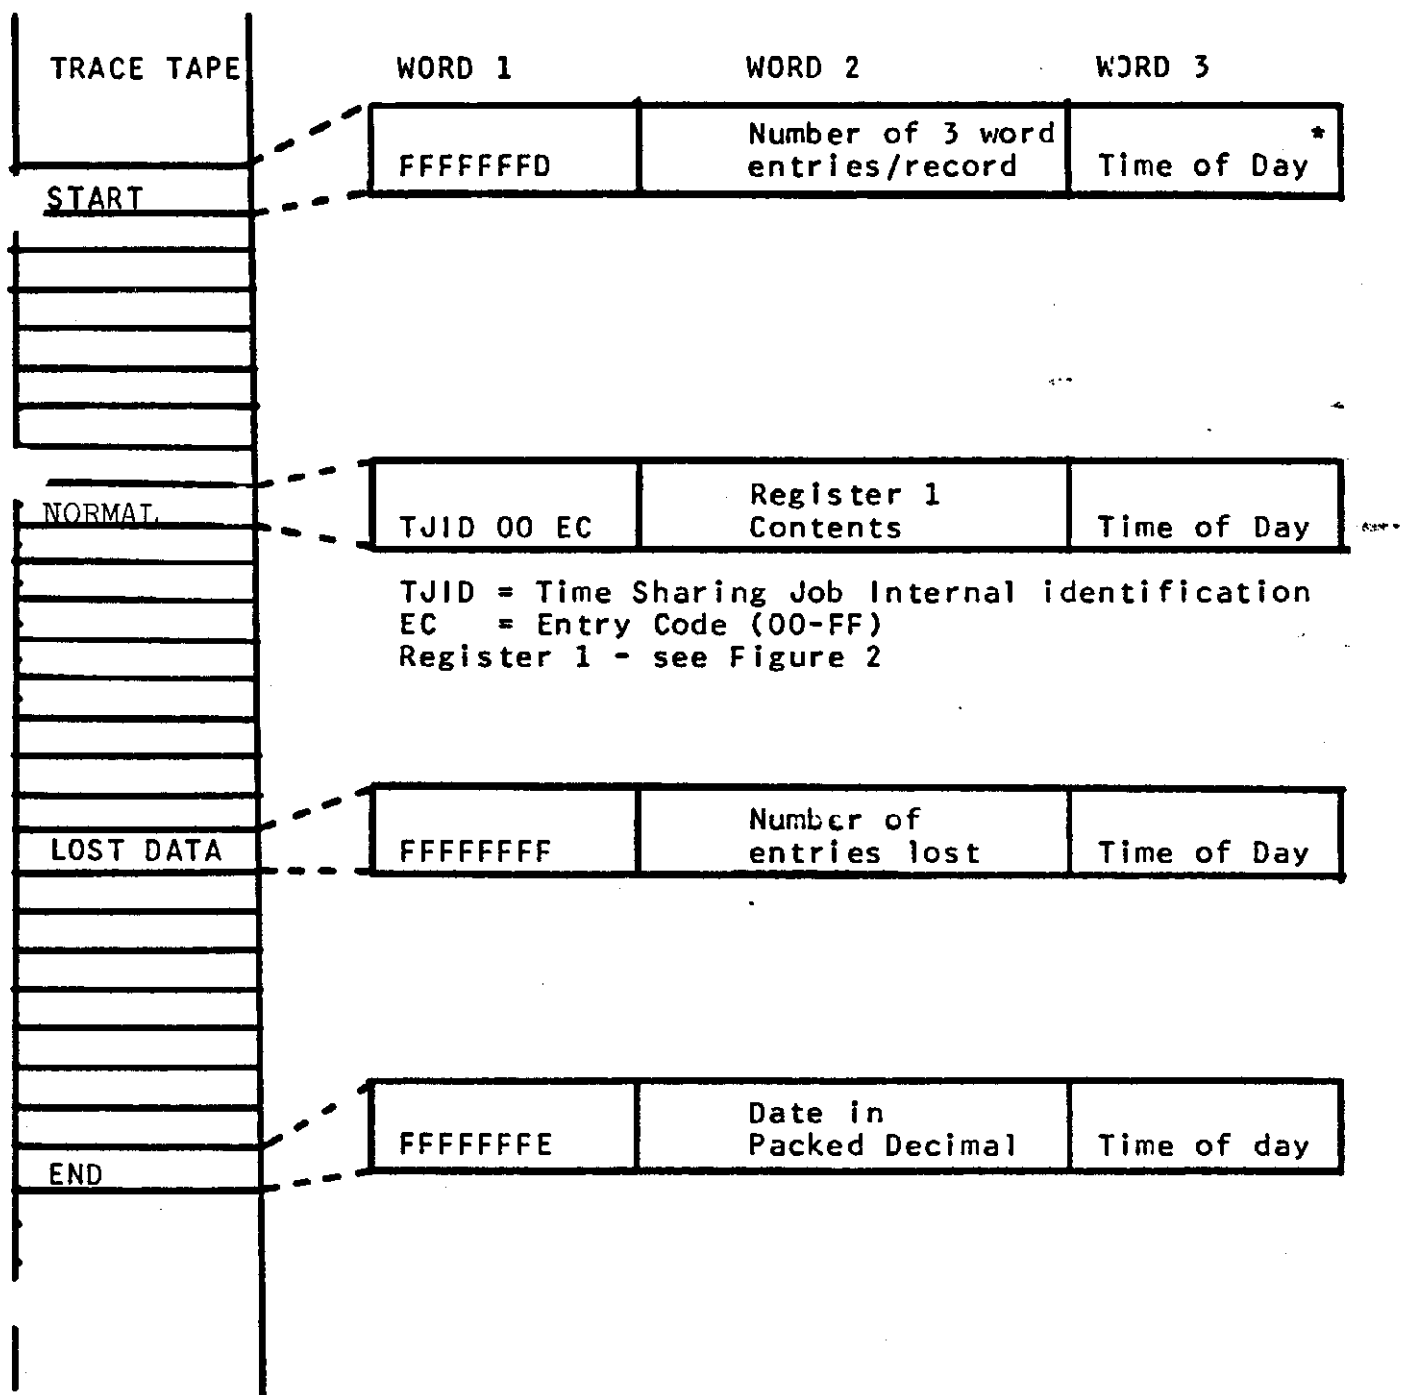 TRACE TAPE WORD 1 WORD 2 WORD 3
Number of 3 word *
FFFFFFFD entries/record Time of Day
START
Register 1
NORMAL TJID 00 EC Contents Time of Day
TJID = Time Sharing Job Internal identification
EC = Entry Code (00-FF)
Register 1 - see Figure 2
Number of
LOST DATA FFFFFFFF entries lost Time of Day
Date in
FFFFFFFE Packed Decimal Time of day
END